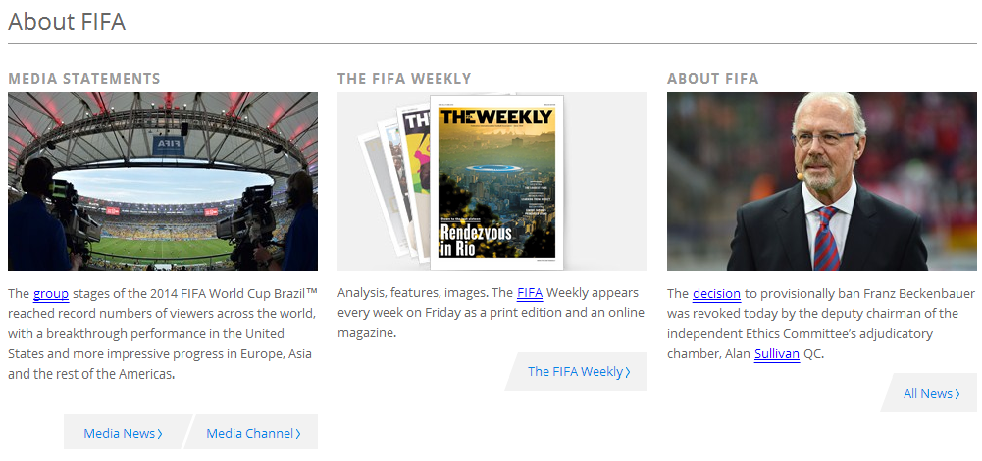 About FIFA
MEDIA STATEMENTS
The group stages of the 2014 FIFA World Cup Brazil™
reached record numbers of viewers across the world,
with a breakthrough performance in the United
States and more impressive progress in Europe, Asia
and the rest of the Americas.
Media News ›
Media Channel ›
THE FIFA WEEKLY
TH
THE WEEKLY
Rendezvous
in Rio
Analysis, features, images. The FIFA Weekly appears
every week on Friday as a print edition and an online
magazine.
The FIFA Weekly ›
ABOUT FIFA
The cecision to provisionally ban Franz Beckenbauer
was revoked today by the deputy chairman of the
independent Ethics Committee's adjudicatory
chamber, Alan Sullivan QC.
All News ›